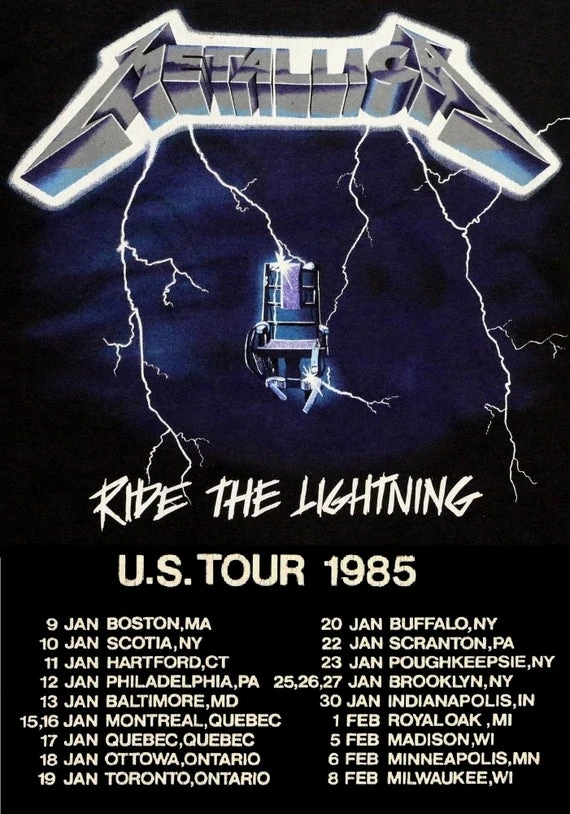 METALLICA
RIDE THE LIGHTNING
U.S. TOUR 1985
9 JAN BOSTON,MA
10 JAN SCOTIA,NY
11 JAN HARTFORD,CT
12 JAN PHILADELPHIA,PA
13 JAN BALTIMORE,MD
15,16 JAN MONTREAL,QUEBEC
17 JAN QUEBEC,QUEBEC
18 JAN OTTOWA,ONTARIO
19 JAN TORONTO,ONTARIO
20 JAN BUFFALO,NY
22 JAN SCRANTON,PA
23 JAN POUGHKEEPSIE,NY
25,26,27 JAN BROOKLYN,NY
30 JAN INDIANAPOLIS,IN
1 FEB ROYALOAK ,MI
5 FEB MADISON,WI
6 FEB MINNEAPOLIS,MN
8 FEB MILWAUKEE,WI